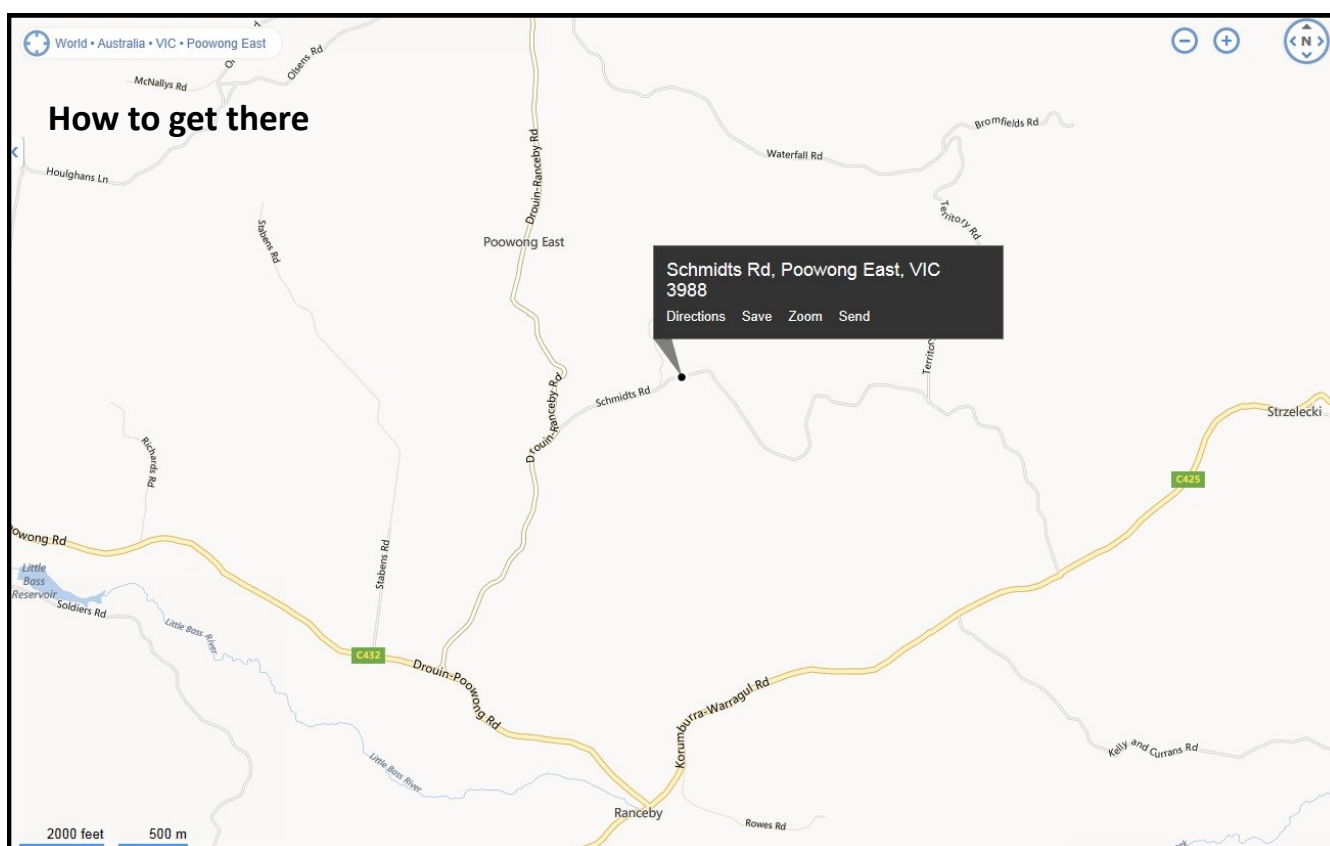 World • Australia • VIC • Poowong East
N
Olsens Rd
McNallys Rd
How to get there
Drouin-Ranceby Rd
Bromfields Rd
Waterfall Rd
Houlghans Ln
Territory Rd
Stabens Rd
Poowong East
Schmidts Rd, Poowong East, VIC
3988
Directions Save Zoom Send
Territor
Drouin-Ranceby Rd
Schmidts Rd
Strzelecki
Richards Rd
C425
owong Rd
Stabens Rd
Little
Bass
Reservoir
Soldiers Rd
Little Bass River
C432
Drouin-Poowong Rd
Korumburra-Warragul Rd
Kelly and Currans Rd
Little Bass River
Ranceby
Rowes Rd
2000 feet 500 m